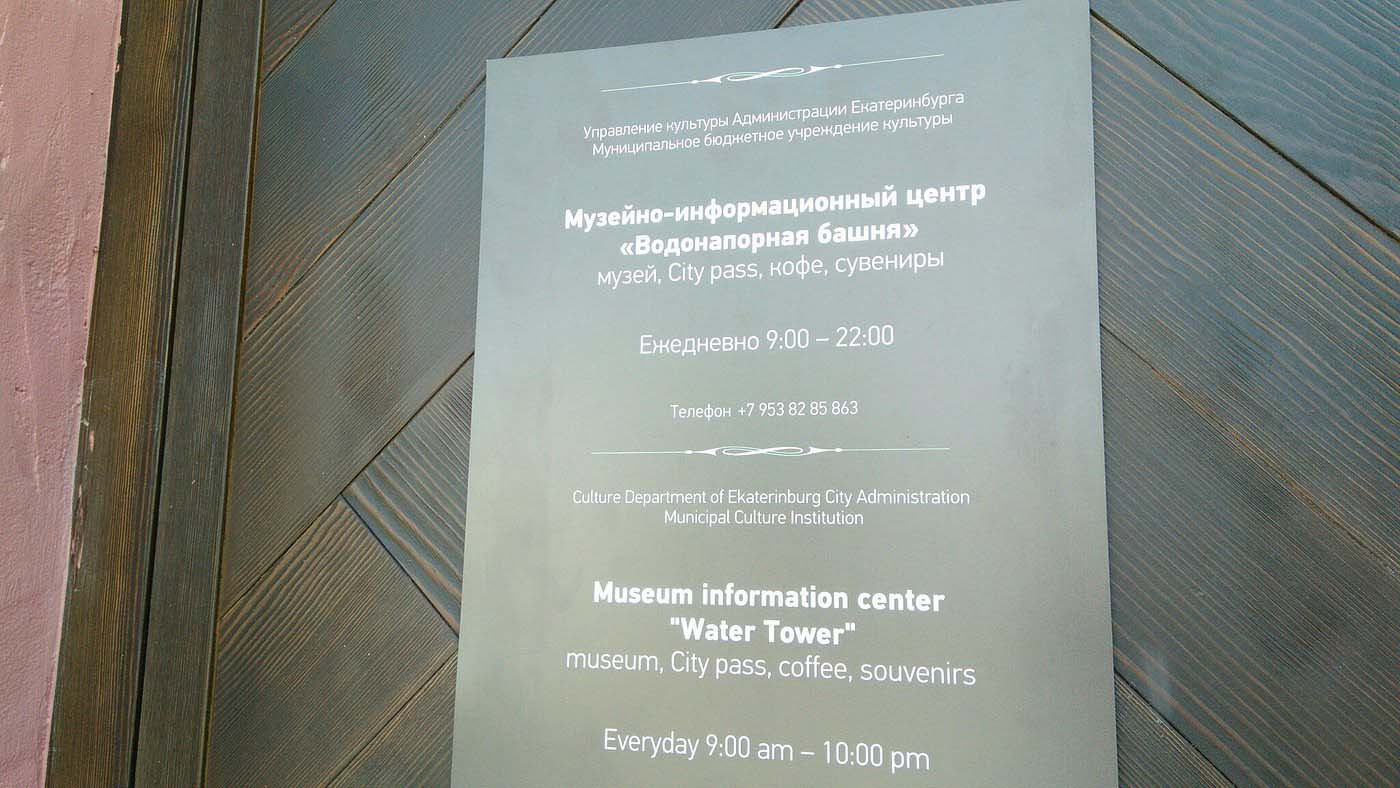 Управление культуры Администрации Екатеринбурга
Муниципальное бюджетное учреждение культуры
Музейно-информационный центр
«Водонапорная башня»
музей, City pass, кофе, сувениры
Ежедневно 9:00 – 22:00
Телефон +7 953 82 85 863
Culture Department of Ekaterinburg City Administration
Municipal Culture Institution
Museum information center
"Water Tower"
museum, City pass, coffee, souvenirs
Everyday 9:00 am – 10:00 pm